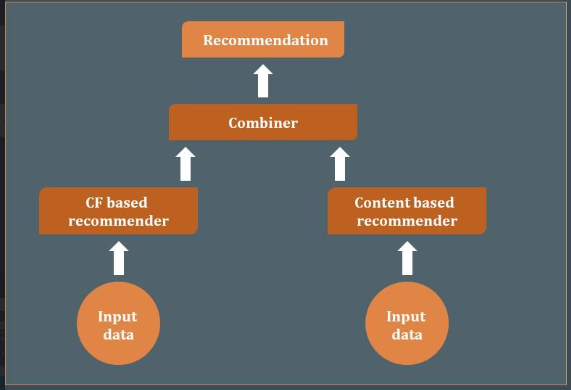 Recommendation
Combiner
CF based
recommender
Content based
recommender
Input
data
Input
data